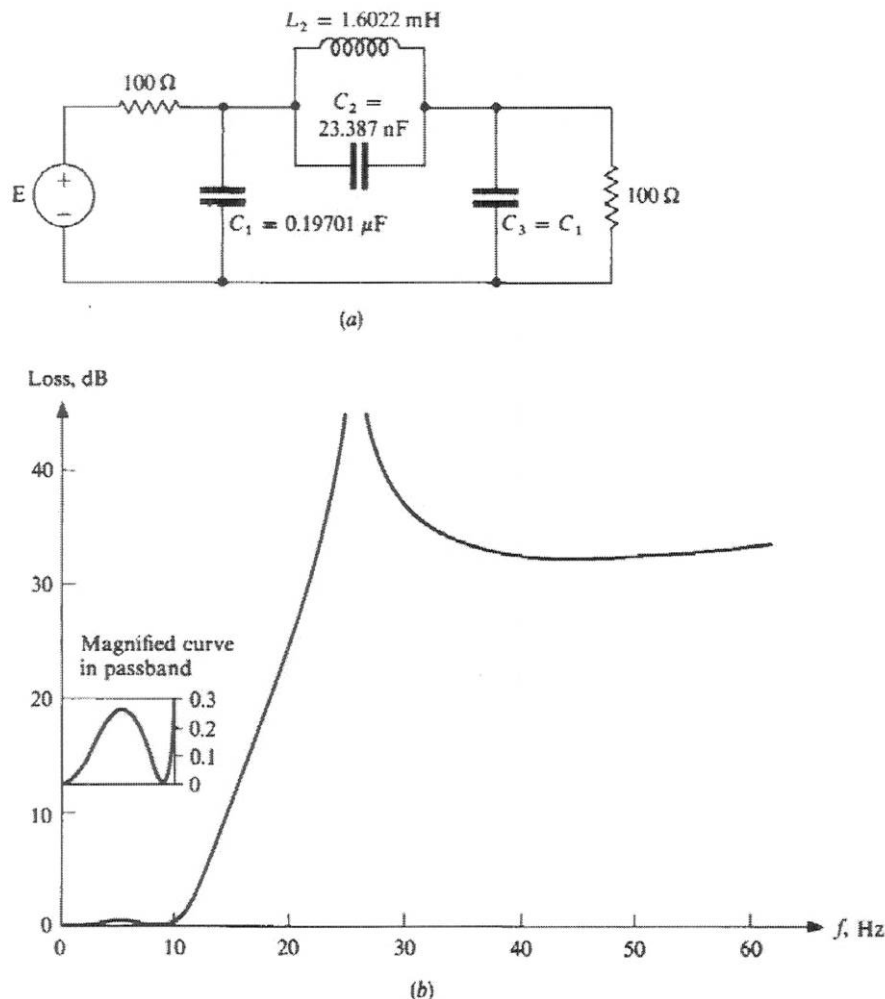 L₂ = 1.6022 mH
100 Ω
C₂ =
23.387 nF
E
+
−
C₁ = 0.19701 μF
C₃ = C₁
100 Ω
(a)
Loss, dB
40
30
Magnified curve
in passband
20
0.3
0.2
0.1
0
10
0
0
10
20
30
40
50
60
f, Hz
(b)